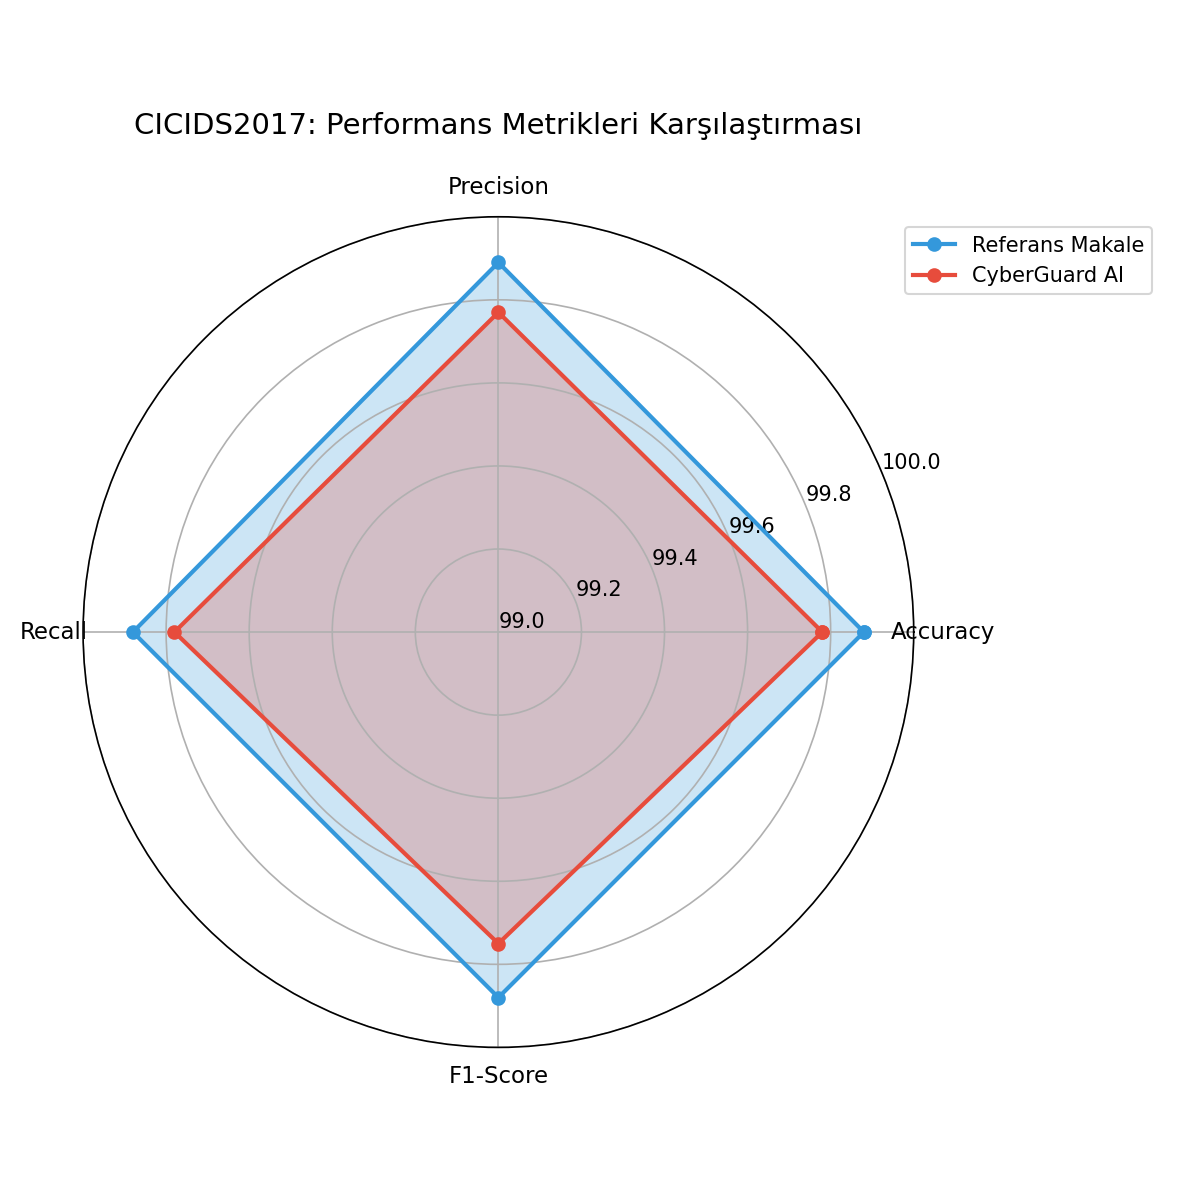 CICIDS2017: Performans Metrikleri Karşılaştırması
Precision
Referans Makale
CyberGuard AI
100.0
99.8
99.6
99.4
99.2
99.0
Recall
Accuracy
F1-Score